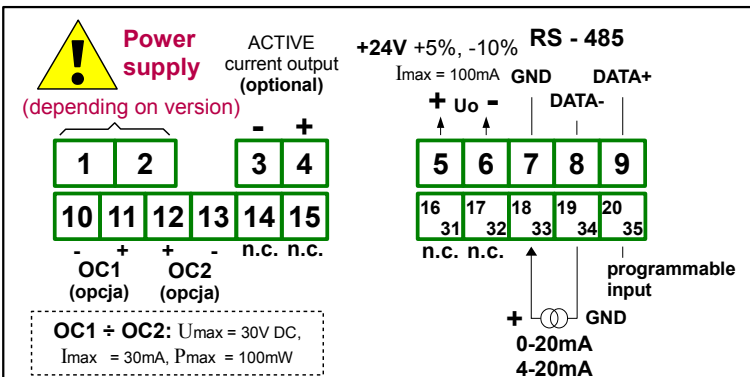 Power
supply
(depending on version)
ACTIVE
current output
(optional)
- +
+24V +5%, -10%
Imax = 100mA
+ Uo -
RS - 485
GND DATA+
DATA-
1 2 3 4 5 6 7 8 9
10 11 12 13 14 15 16 31 17 32 18 33 19 34 20 35
- + + - n.c. n.c. n.c. n.c.
OC1 OC2
(opcja) (opcja)
programmable
input
+ GND
0-20mA
4-20mA
OC1 ÷ OC2: Umax = 30V DC,
Imax = 30mA, Pmax = 100mW